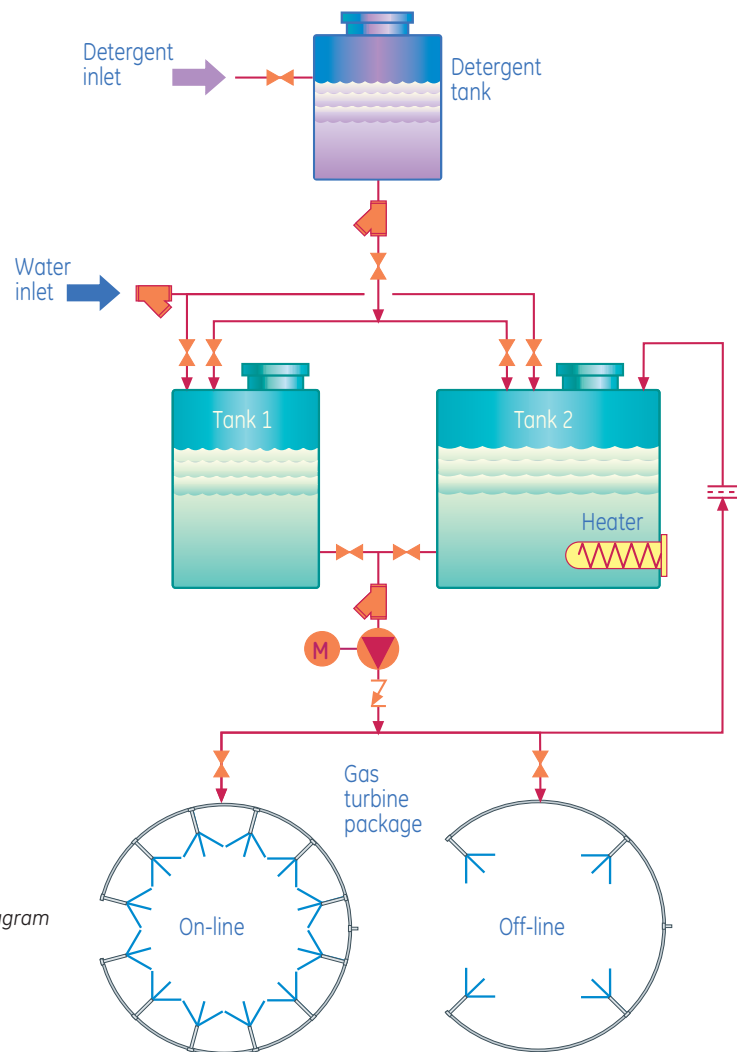 Detergent
inlet
Detergent
tank
Water
inlet
Tank 1
Tank 2
Heater
M
Gas
turbine
package
On-line
Off-line